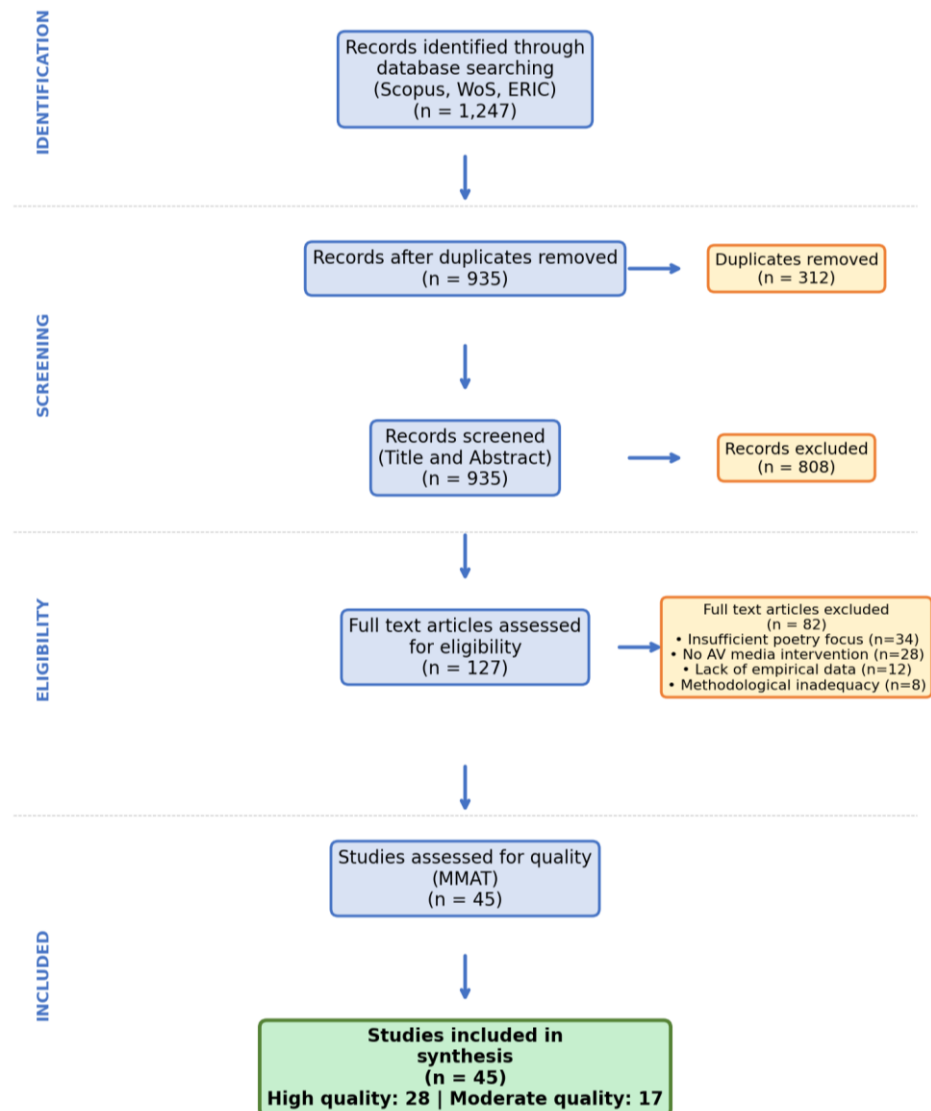 IDENTIFICATION
Records identified through
database searching
(Scopus, WoS, ERIC)
(n = 1,247)
SCREENING
Records after duplicates removed
(n = 935)
Duplicates removed
(n = 312)
Records screened
(Title and Abstract)
(n = 935)
Records excluded
(n = 808)
ELIGIBILITY
Full text articles assessed
for eligibility
(n = 127)
Full text articles excluded
(n = 82)
• Insufficient poetry focus (n=34)
• No AV media intervention (n=28)
• Lack of empirical data (n=12)
• Methodological inadequacy (n=8)
INCLUDED
Studies assessed for quality
(MMAT)
(n = 45)
Studies included in
synthesis
(n = 45)
High quality: 28 | Moderate quality: 17